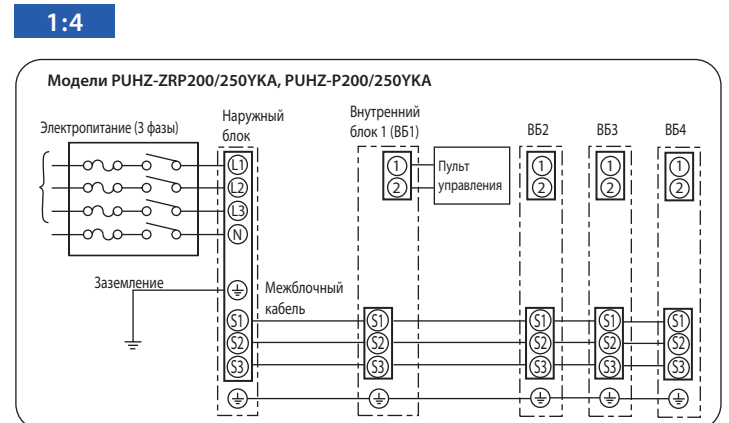 1:4
Модели PUHZ-ZRP200/250YKA, PUHZ-P200/250YKA
Электропитание (3 фазы)
Наружный
блок
Внутренний
блок 1 (ВБ1)
ВБ2
ВБ3
ВБ4
L1
L2
L3
N
1
2
Пульт
управления
1
2
1
2
1
2
Заземление
Межблочный
кабель
S1
S2
S3
S1
S2
S3
S1
S2
S3
S1
S2
S3
S1
S2
S3